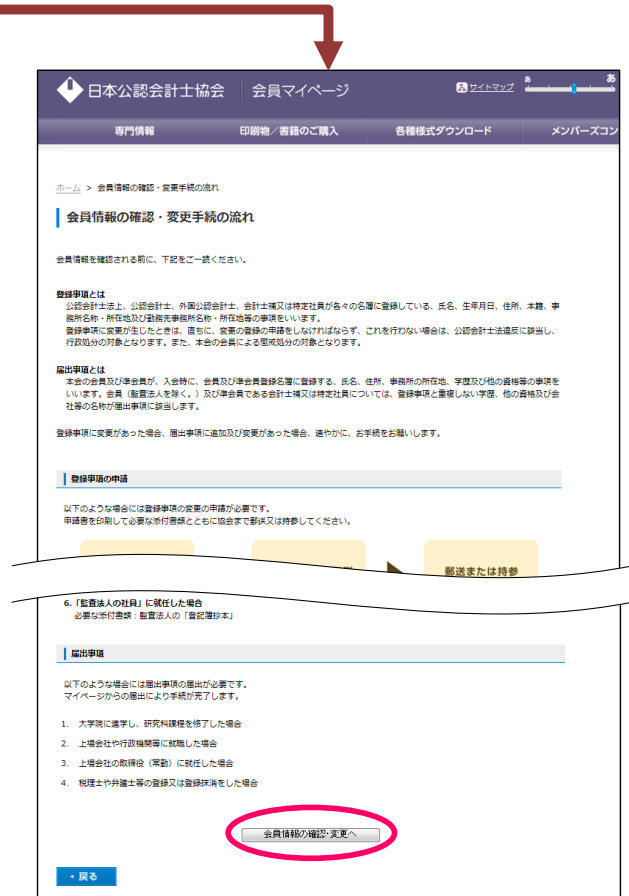 日本公認会計士協会 会員マイページ
サイトマップ
あ あ
専門情報 印刷物／書籍のご購入 各種様式ダウンロード メンバーズコン
ホーム > 会員情報の確認・変更手続の流れ
会員情報の確認・変更手続の流れ
会員情報を確認される前に、下記をご一読ください。
登録事項とは
公認会計士法上、公認会計士、外国公認会計士、会計士補又は特定社員が各々の名簿に登録している、氏名、生年月日、住所、本籍、事
務所名称・所在地及び勤務先事務所名称・所在地等の事項をいいます。
登録事項に変更が生じたときは、直ちに、変更の登録の申請をしなければならず、これを行わない場合は、公認会計士法違反に該当し、
行政処分の対象となります。また、本会の会長による懲戒処分の対象となります。
届出事項とは
本会の会員及び準会員が、入会時に、会員及び準会員登録名簿に登録する、氏名、住所、事務所の所在地、学歴及び他の資格等の事項を
いいます。会員（監査法人を除く。）及び準会員である会計士補又は特定社員については、登録事項と重複しない学歴、他の資格及び会
社等の名称が届出事項に該当します。
登録事項に変更があった場合、届出事項に追加及び変更があった場合、速やかに、お手続をお願いします。
登録事項の申請
以下のような場合には登録事項の変更の申請が必要です。
申請書を印刷して必要な添付書類とともに協会まで郵送又は持参してください。
郵送または持参
6.「監査法人の社員」に就任した場合
必要な添付書類：監査法人の「登記簿抄本」
届出事項
以下のような場合には届出事項の届出が必要です。
マイページからの届出により手続が完了します。
1. 大学院に進学し、研究科課程を修了した場合
2. 上場会社や行政機関等に就職した場合
3. 上場会社の取締役（常勤）に就任した場合
4. 税理士や弁護士等の登録又は登録抹消をした場合
会員情報の確認・変更へ
戻る